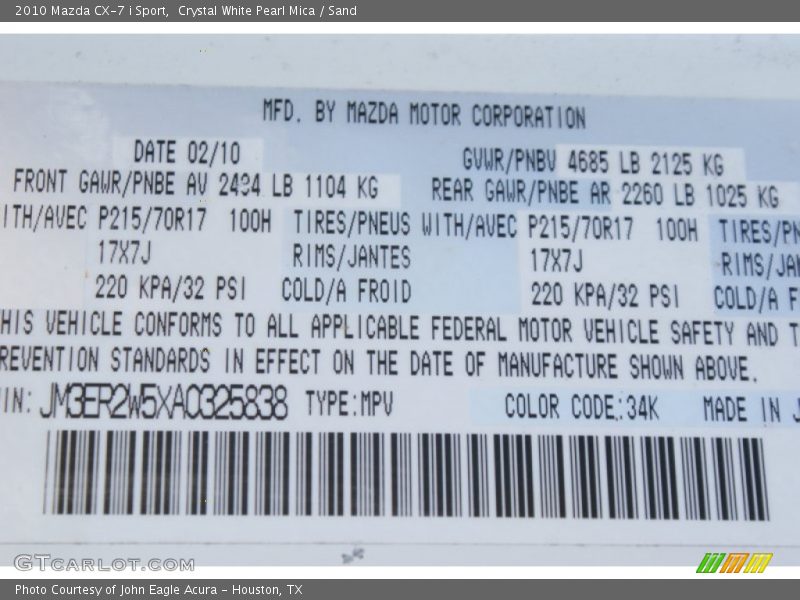 2010 Mazda CX-7 i Sport,  Crystal White Pearl Mica / Sand
MFD. BY MAZDA MOTOR CORPORATION
DATE 02/10 GVWR/PNBV 4685 LB 2125 KG
FRONT GAWR/PNBE AV 2434 LB 1104 KG REAR GAWR/PNBE AR 2260 LB 1025 KG
ITH/AVEC P215/70R17 100H TIRES/PNEUS WITH/AVEC P215/70R17 100H TIRES/PN
17X7J RIMS/JANTES 17X7J RIMS/JAN
220 KPA/32 PSI COLD/A FROID 220 KPA/32 PSI COLD/A F
HIS VEHICLE CONFORMS TO ALL APPLICABLE FEDERAL MOTOR VEHICLE SAFETY AND T
REVENTION STANDARDS IN EFFECT ON THE DATE OF MANUFACTURE SHOWN ABOVE.
IN: JM3ER2W5XA0325838 TYPE:MPV COLOR CODE:34K MADE IN J
GTCARLOT.COM
Photo Courtesy of John Eagle Acura - Houston, TX